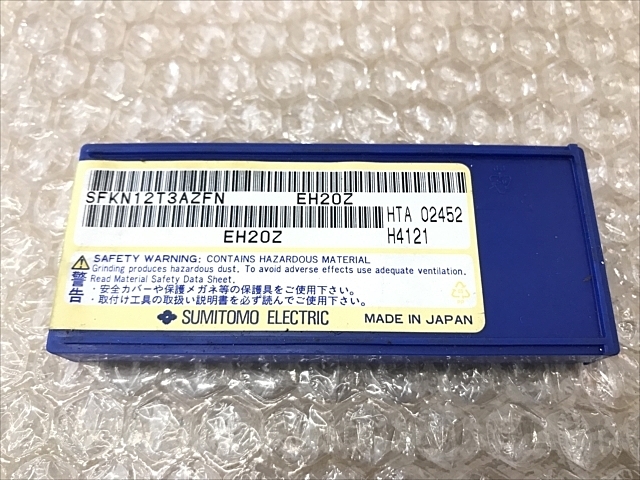 SFKN12T3AZFN EH20Z
HTA 02452
EH20Z H4121
SAFETY WARNING: CONTAINS HAZARDOUS MATERIAL
Grinding produces hazardous dust. To avoid adverse effects use adequate ventilation.
Read Material Safety Data Sheet.
警告
・安全カバーや保護メガネ等の保護具をご使用下さい。
・取付け工具の取扱い説明書を必ず読んでご使用下さい。
SUMITOMO ELECTRIC MADE IN JAPAN